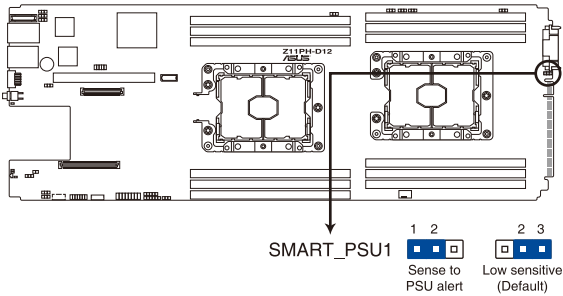 Z11PH-D12
ASUS
SMART_PSU1
1 2
Sense to
PSU alert
2 3
Low sensitive
(Default)